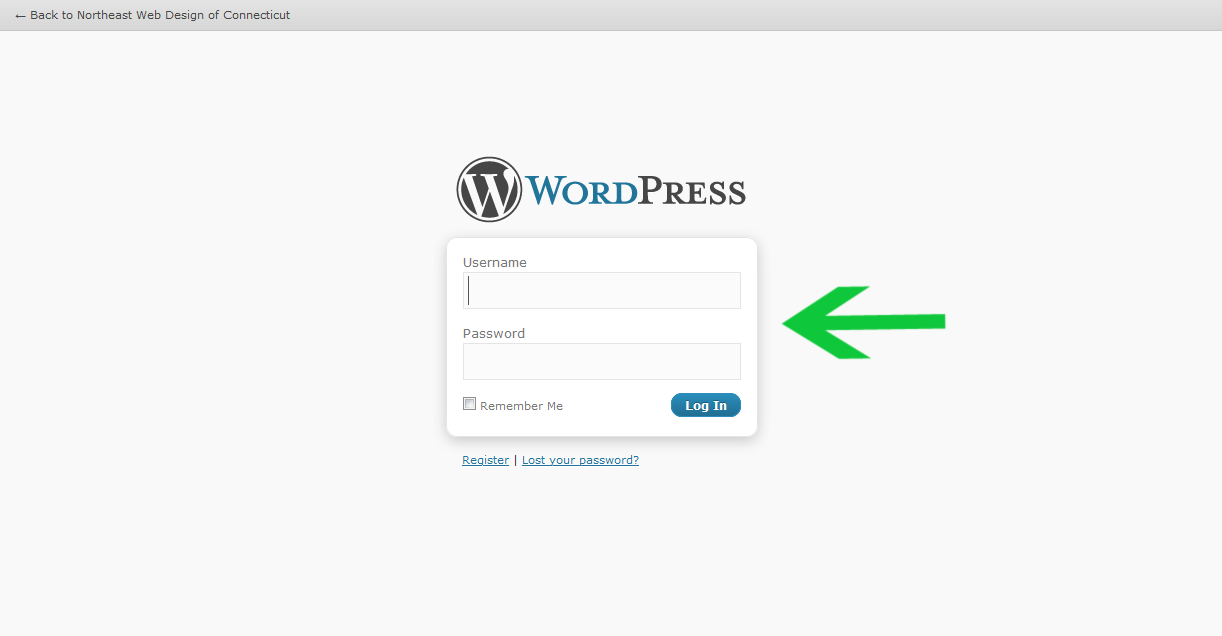 ← Back to Northeast Web Design of Connecticut
WORDPRESS
Username
Password
Remember Me
Log In
Register | Lost your password?